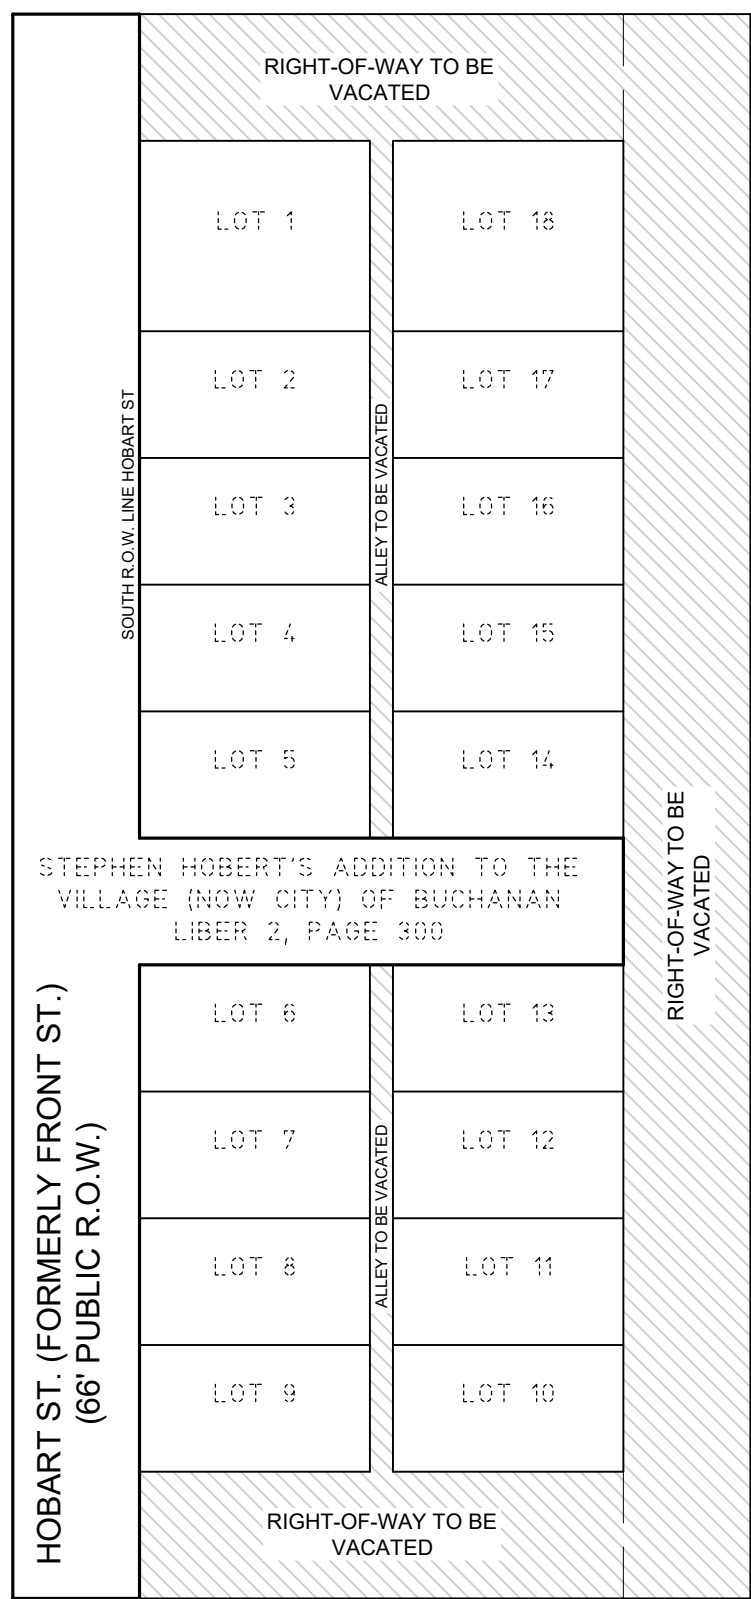 RIGHT-OF-WAY TO BE
VACATED
LOT 1
LOT 18
LOT 2
LOT 17
SOUTH R.O.W. LINE HOBART ST
ALLEY TO BE VACATED
LOT 3
LOT 16
LOT 4
LOT 15
LOT 5
LOT 14
RIGHT-OF-WAY TO BE
VACATED
STEPHEN HOBERT'S ADDITION TO THE
VILLAGE (NOW CITY) OF BUCHANAN
LIBER 2, PAGE 300
HOBART ST. (FORMERLY FRONT ST.)
(66' PUBLIC R.O.W.)
LOT 6
LOT 13
LOT 7
LOT 12
ALLEY TO BE VACATED
LOT 8
LOT 11
LOT 9
LOT 10
RIGHT-OF-WAY TO BE
VACATED